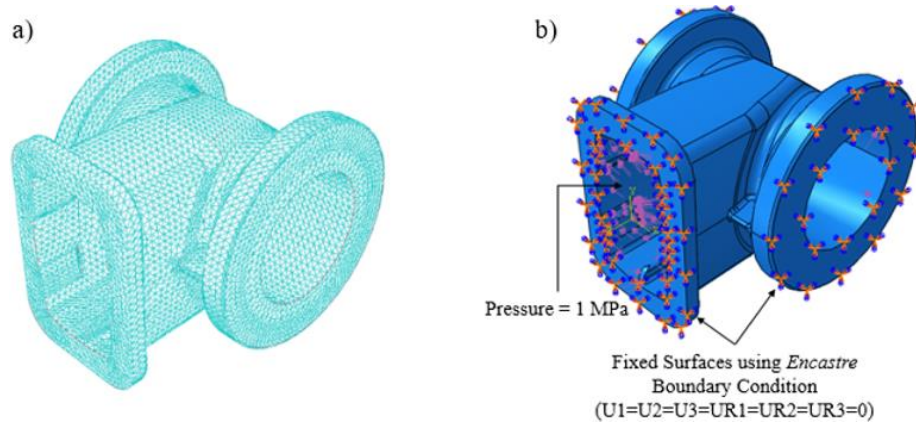 a)
b)
Pressure = 1 MPa
Fixed Surfaces using Encastre
Boundary Condition
(U1=U2=U3=UR1=UR2=UR3=0)